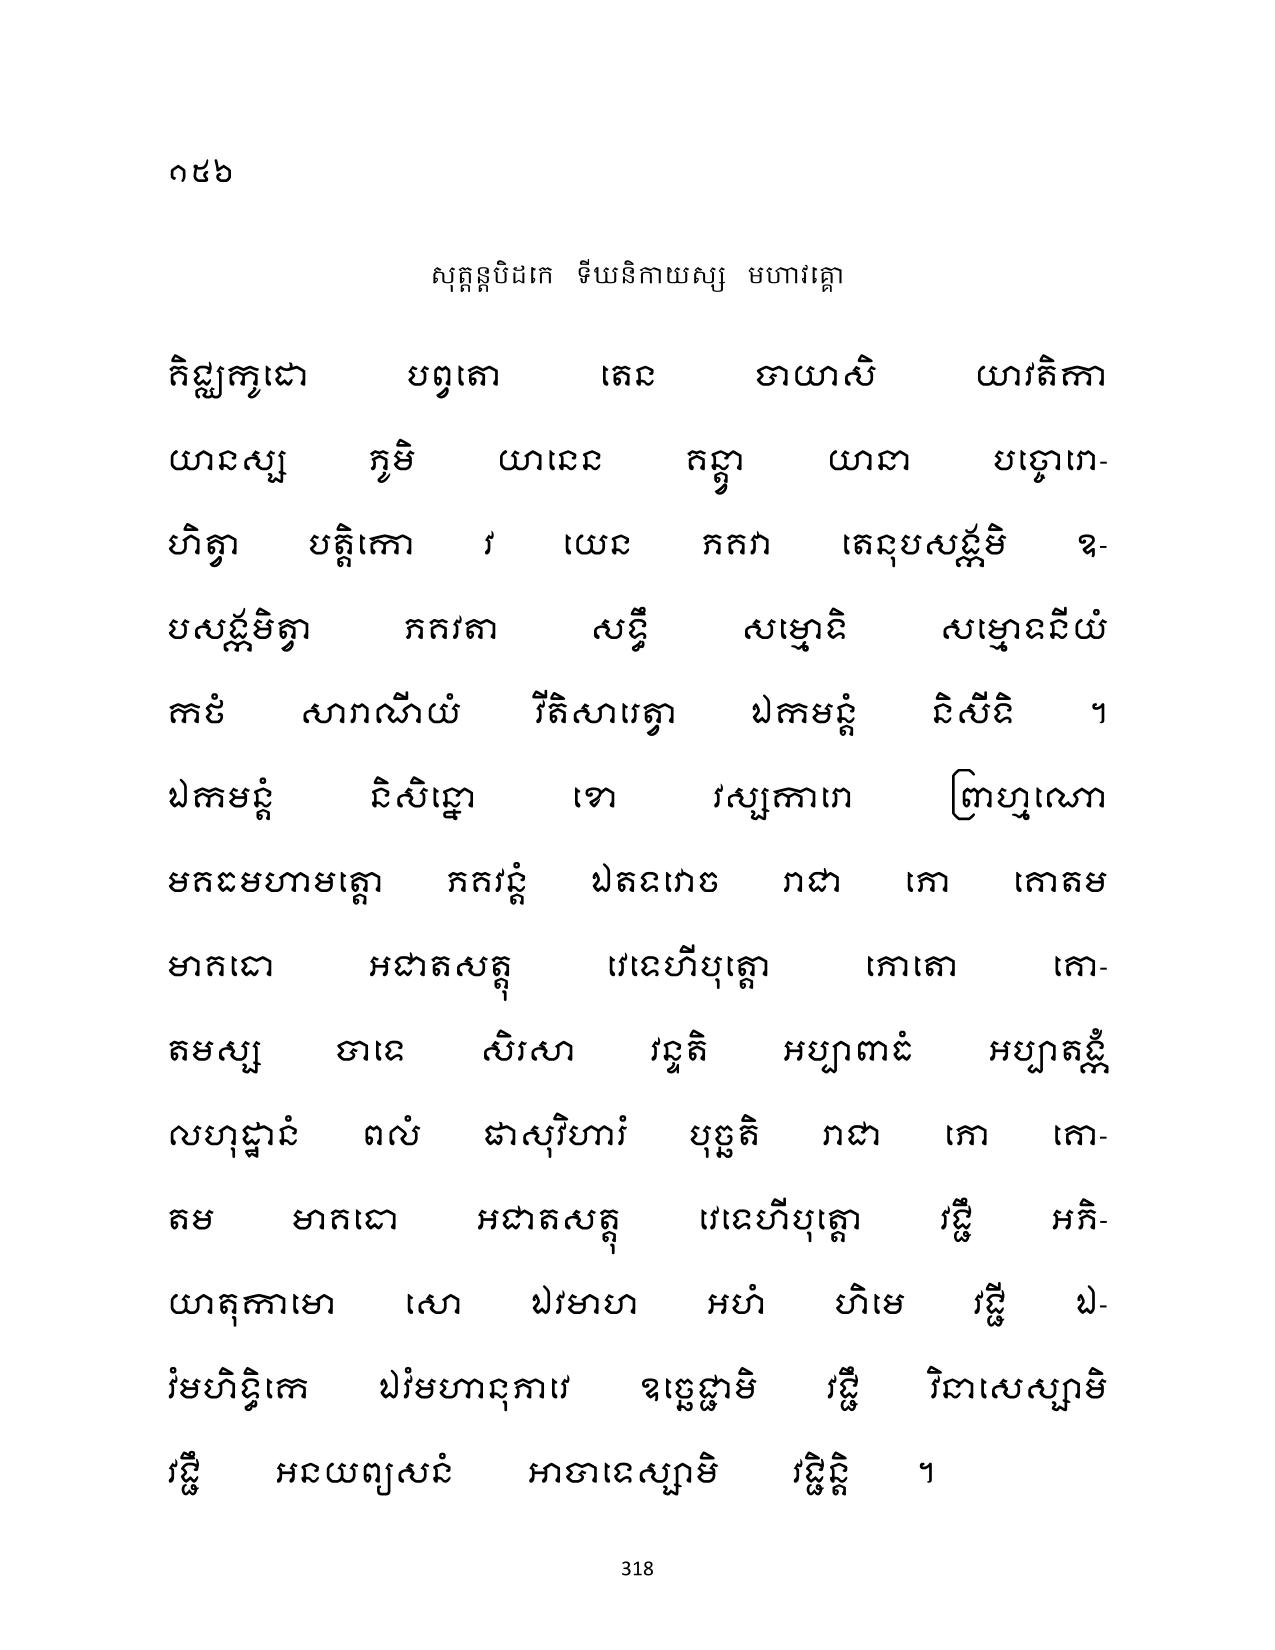 ១៥៦
សុត្តន្តបិដកេ ទីឃនិកាយស្ស មហាវគ្គោ
គិជ្ឈកូដោ បព្វតោ តេន បាយាសិ យាវតិកា
យានស្ស ភូមិ យានេន គន្ត្វា យានា បច្ចោរោ-
ហិត្វា បត្តិកោ វ យេន ភគវា តេនុបសង្កមិ ឧ-
បសង្កមិត្វា ភគវតា សទ្ធឹ សម្មោទិ សម្មោទនីយំ
កថំ សារាណីយំ វីតិសារេត្វា ឯកមន្តំ និសីទិ ។
ឯកមន្តំ និសិន្នោ ខោ វស្សការោ ព្រាហ្មណោ
មគធមហាមត្តោ ភគវន្តំ ឯតទវោច រាជា ភោ គោតម
មាគធោ អជាតសត្តុ វេទេហីបុត្តោ ភោតោ គោ-
តមស្ស បាទេ សិរសា វន្ទតិ អប្បាពាធំ អប្បាតង្កំ
លហុដ្ឋានំ ពលំ ផាសុវិហារំ បុច្ឆតិ រាជា ភោ គោ-
តម មាគធោ អជាតសត្តុ វេទេហីបុត្តោ វជ្ជឹ អភិ-
យាតុកាមោ សោ ឯវមាហ អហំ ហិមេ វជ្ជី ឯ-
វំមហិទ្ធិកេ ឯវំមហានុភាវេ ឧច្ឆេជ្ជាមិ វជ្ជឹ វិនាសេស្សាមិ
វជ្ជឹ អនយព្យសនំ អាបាទេស្សាមិ វជ្ជិន្តិ ។
318